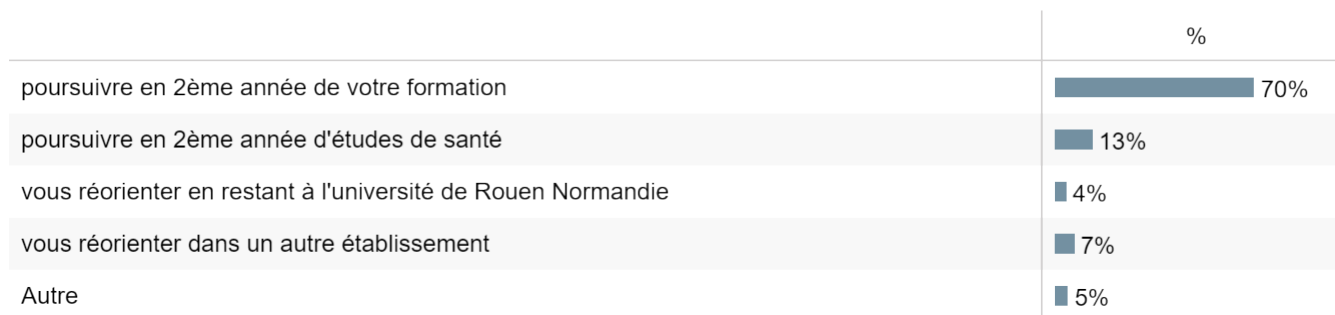 %
poursuivre en 2ème année de votre formation 70%
poursuivre en 2ème année d'études de santé 13%
vous réorienter en restant à l'université de Rouen Normandie 4%
vous réorienter dans un autre établissement 7%
Autre 5%